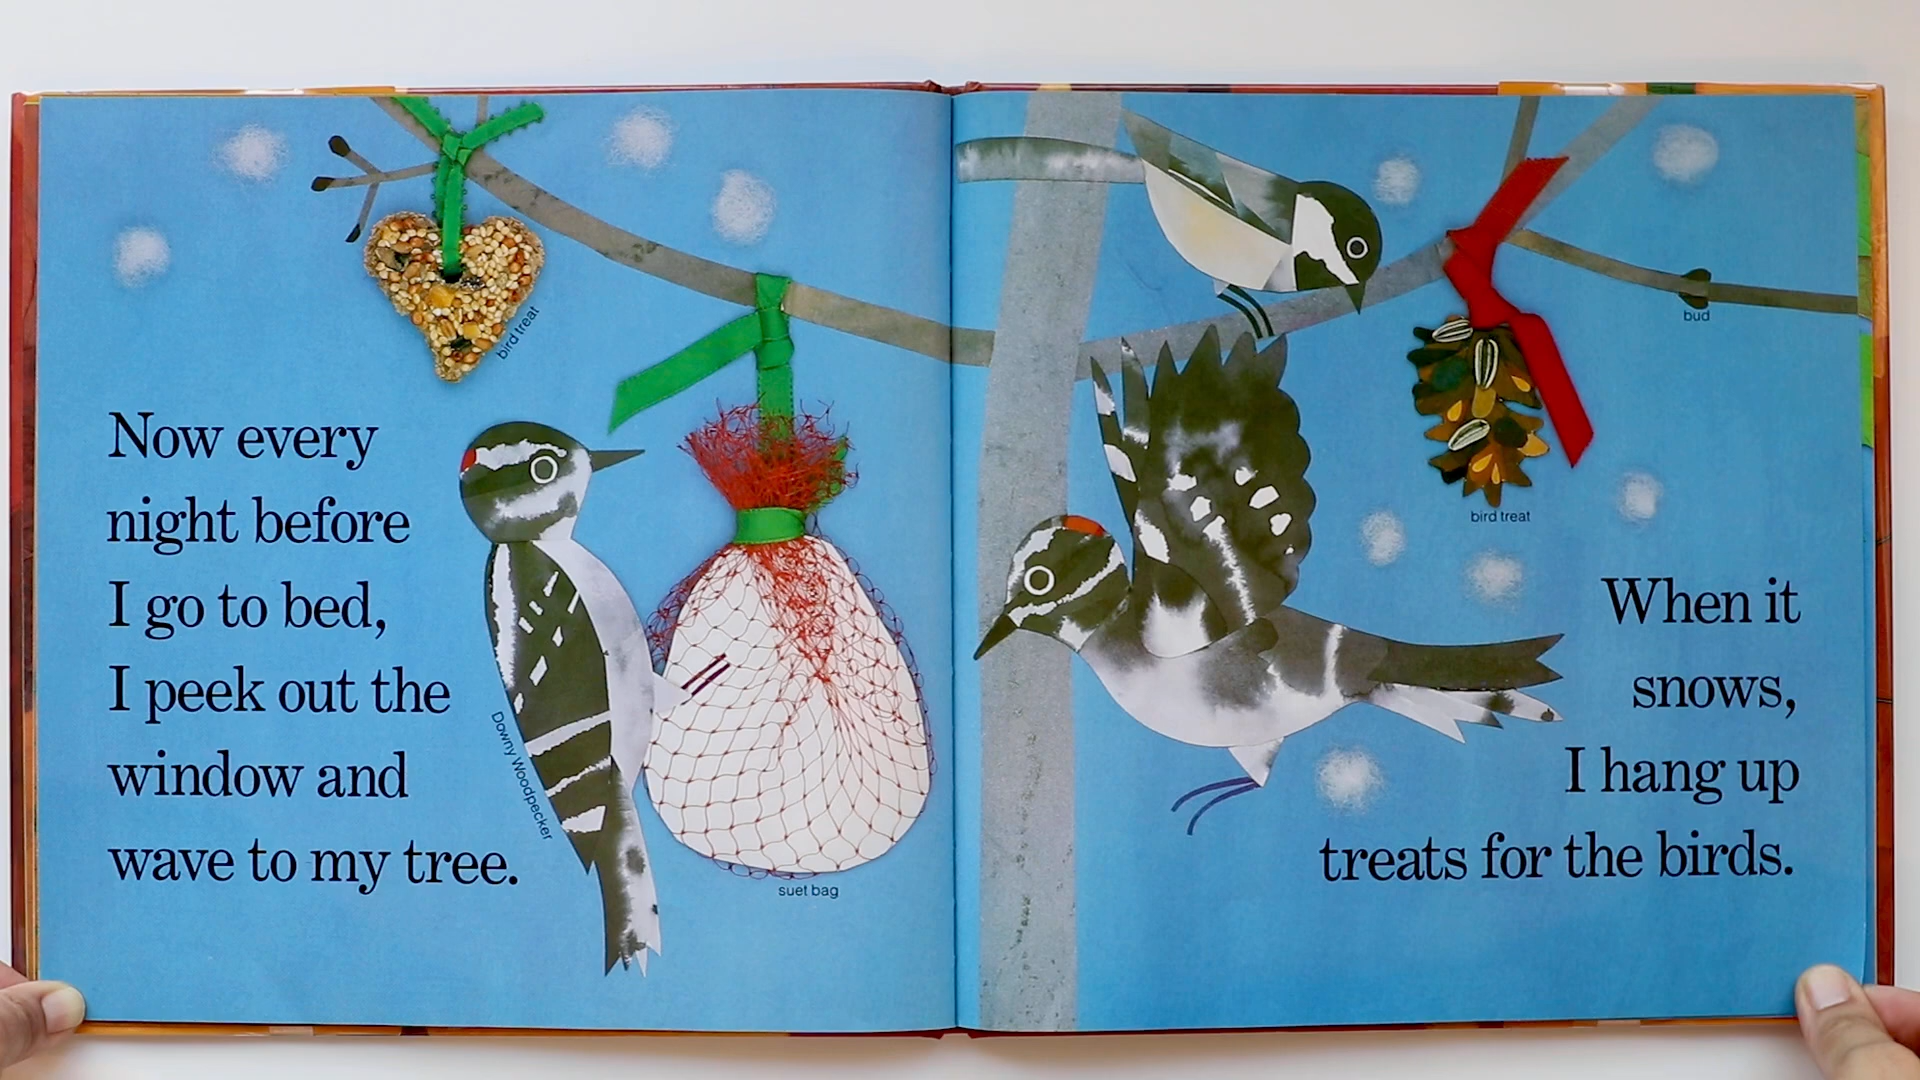 bird treat
Now every
night before
I go to bed,
I peek out the
window and
wave to my tree.
Downy Woodpecker
suet bag
bud
bird treat
When it
snows,
I hang up
treats for the birds.